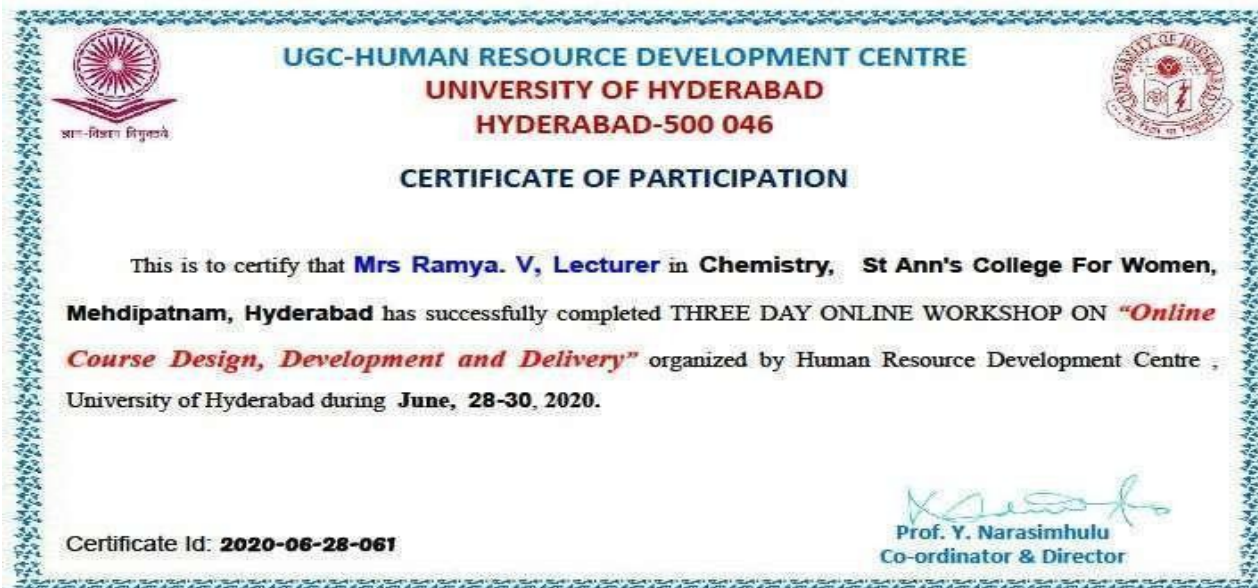 UGC-HUMAN RESOURCE DEVELOPMENT CENTRE
UNIVERSITY OF HYDERABAD
HYDERABAD-500 046
ज्ञान-विज्ञान विमुक्तये
CERTIFICATE OF PARTICIPATION
This is to certify that Mrs Ramya. V, Lecturer in Chemistry, St Ann's College For Women,
Mehdipatnam, Hyderabad has successfully completed THREE DAY ONLINE WORKSHOP ON "Online
Course Design, Development and Delivery" organized by Human Resource Development Centre ,
University of Hyderabad during June, 28-30, 2020.
Certificate Id: 2020-06-28-061
Prof. Y. Narasimhulu
Co-ordinator & Director